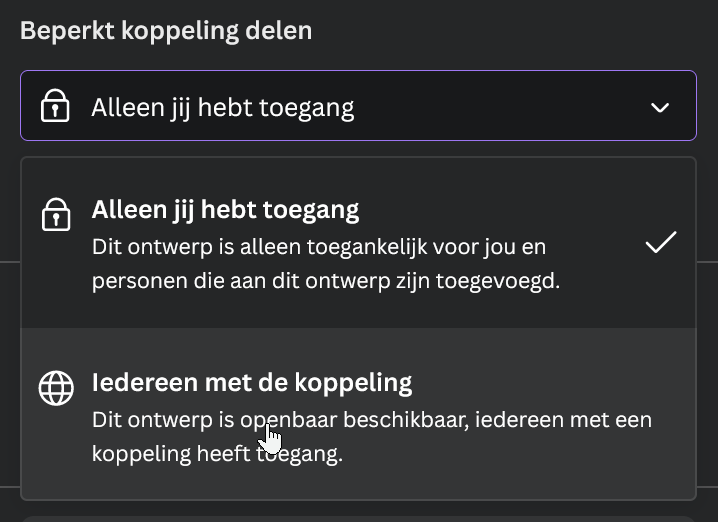 Beperkt koppeling delen
Alleen jij hebt toegang
Alleen jij hebt toegang
Dit ontwerp is alleen toegankelijk voor jou en
personen die aan dit ontwerp zijn toegevoegd.
Iedereen met de koppeling
Dit ontwerp is openbaar beschikbaar, iedereen met een
koppeling heeft toegang.